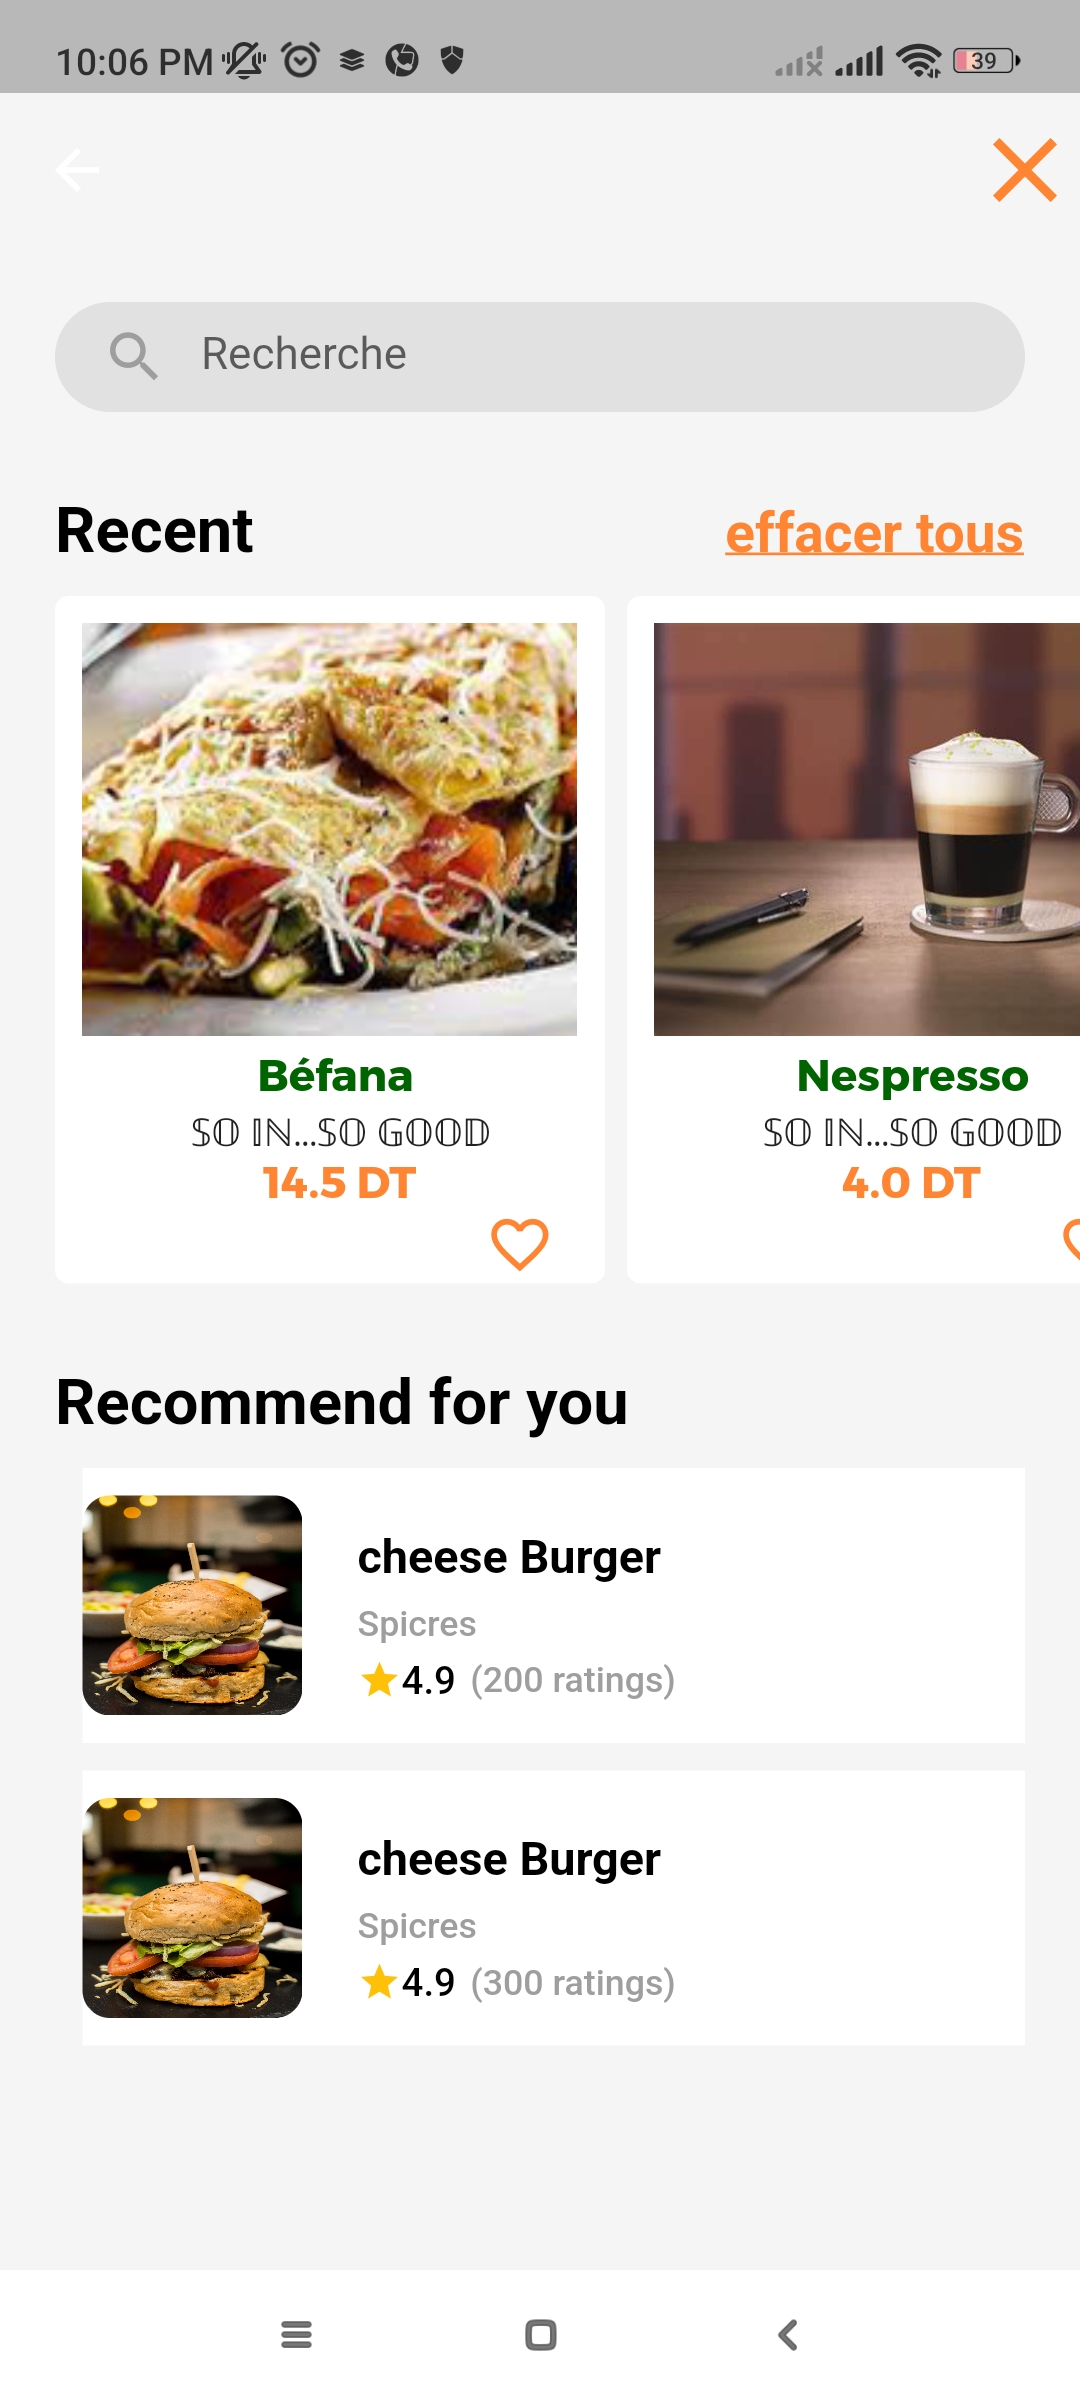 10:06 PM
39
Recherche
Recent
effacer tous
Béfana
𝕊𝕆 𝕀ℕ...𝕊𝕆 𝔾𝕆𝕆𝔻
14.5 DT
Nespresso
𝕊𝕆 𝕀ℕ...𝕊𝕆 𝔾𝕆𝕆𝔻
4.0 DT
Recommend for you
cheese Burger
Spicres
4.9 (200 ratings)
cheese Burger
Spicres
4.9 (300 ratings)